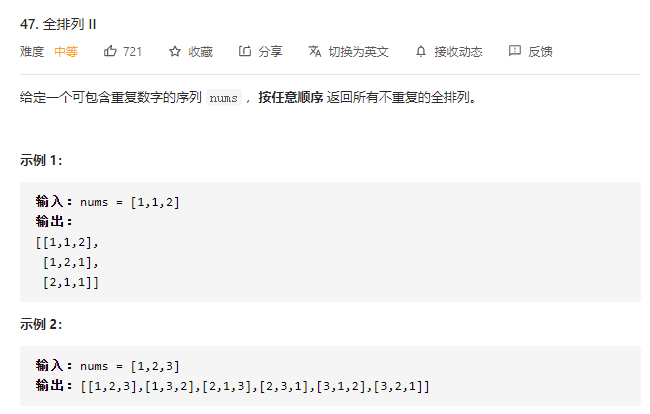 47. 全排列 II
难度 中等 721 收藏 分享 切换为英文 接收动态 反馈
给定一个可包含重复数字的序列 nums ，按任意顺序 返回所有不重复的全排列。
示例 1：
输入：nums = [1,1,2]
输出：
[[1,1,2],
 [1,2,1],
 [2,1,1]]
示例 2：
输入：nums = [1,2,3]
输出：[[1,2,3],[1,3,2],[2,1,3],[2,3,1],[3,1,2],[3,2,1]]